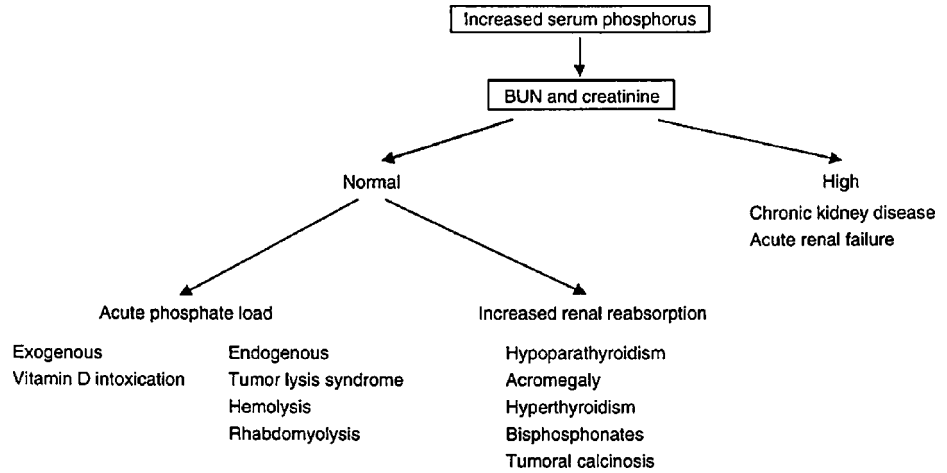 Increased serum phosphorus
BUN and creatinine
Normal
High
Chronic kidney disease
Acute renal failure
Acute phosphate load
Exogenous
Vitamin D intoxication
Endogenous
Tumor lysis syndrome
Hemolysis
Rhabdomyolysis
Increased renal reabsorption
Hypoparathyroidism
Acromegaly
Hyperthyroidism
Bisphosphonates
Tumoral calcinosis